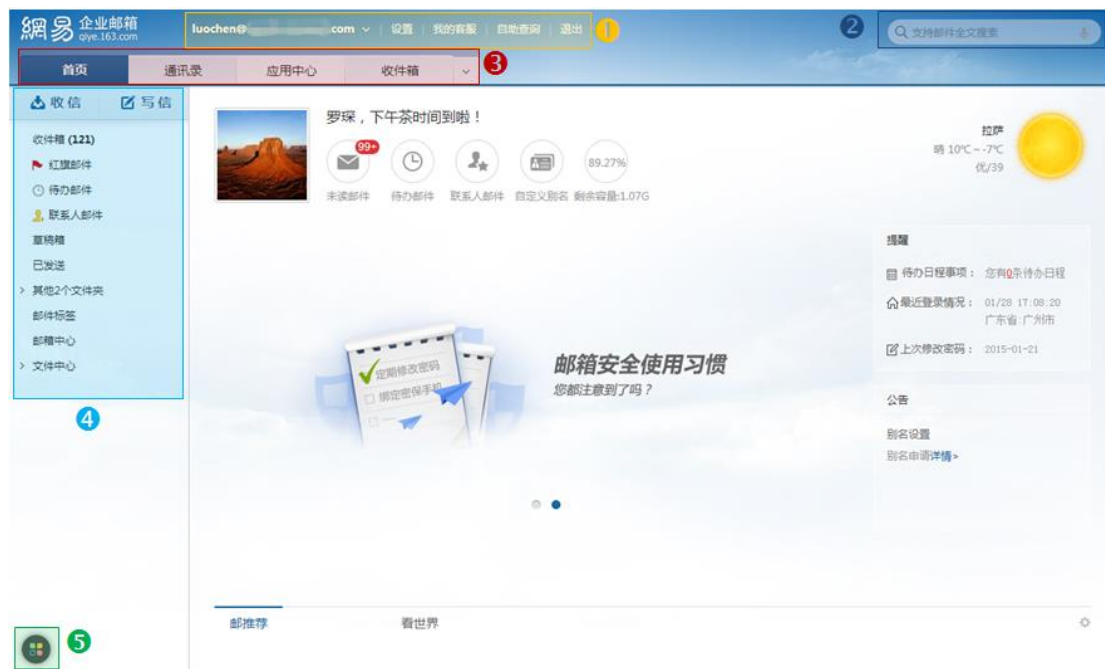 網易 企业邮箱
qiye.163.com
luochen@ com 设置 我的客服 自助查询 退出
1
2
支持邮件全文搜索
首页 通讯录 应用中心 收件箱
3
收信 写信
收件箱 (121)
红旗邮件
待办邮件
联系人邮件
草稿箱
已发送
其他2个文件夹
邮件标签
邮箱中心
文件中心
4
5
罗琛，下午茶时间到啦！
99+
89.27%
未读邮件 待办邮件 联系人邮件 自定义别名 剩余容量:1.07G
拉萨
晴 10℃~-7℃
优/39
定期修改密码
绑定密保手机
邮箱安全使用习惯
您都注意到了吗？
提醒
待办日程事项： 您有0条待办日程
最近登录情况： 01/28 17:08:20
广东省 广州市
上次修改密码： 2015-01-21
公告
别名设置
别名申请详情>
邮推荐 看世界